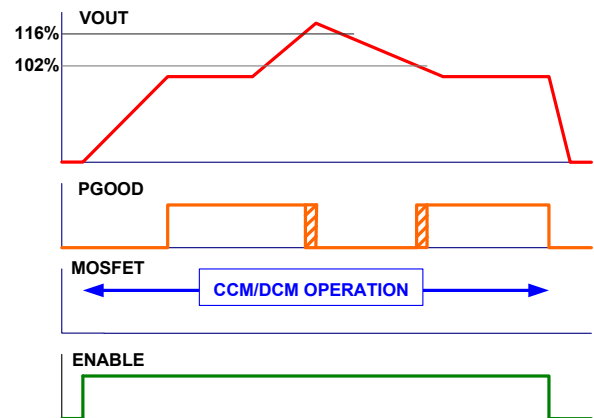 VOUT
116%
102%
PGOOD
MOSFET
CCM/DCM OPERATION
ENABLE